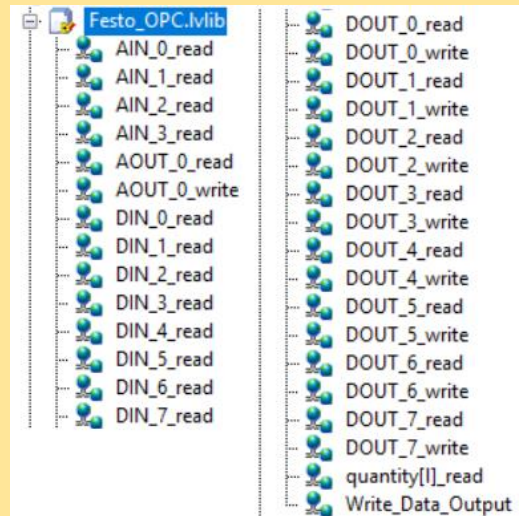 Festo_OPC.lvlib
AIN_0_read
AIN_1_read
AIN_2_read
AIN_3_read
AOUT_0_read
AOUT_0_write
DIN_0_read
DIN_1_read
DIN_2_read
DIN_3_read
DIN_4_read
DIN_5_read
DIN_6_read
DIN_7_read
DOUT_0_read
DOUT_0_write
DOUT_1_read
DOUT_1_write
DOUT_2_read
DOUT_2_write
DOUT_3_read
DOUT_3_write
DOUT_4_read
DOUT_4_write
DOUT_5_read
DOUT_5_write
DOUT_6_read
DOUT_6_write
DOUT_7_read
DOUT_7_write
quantity[l]_read
Write_Data_Output